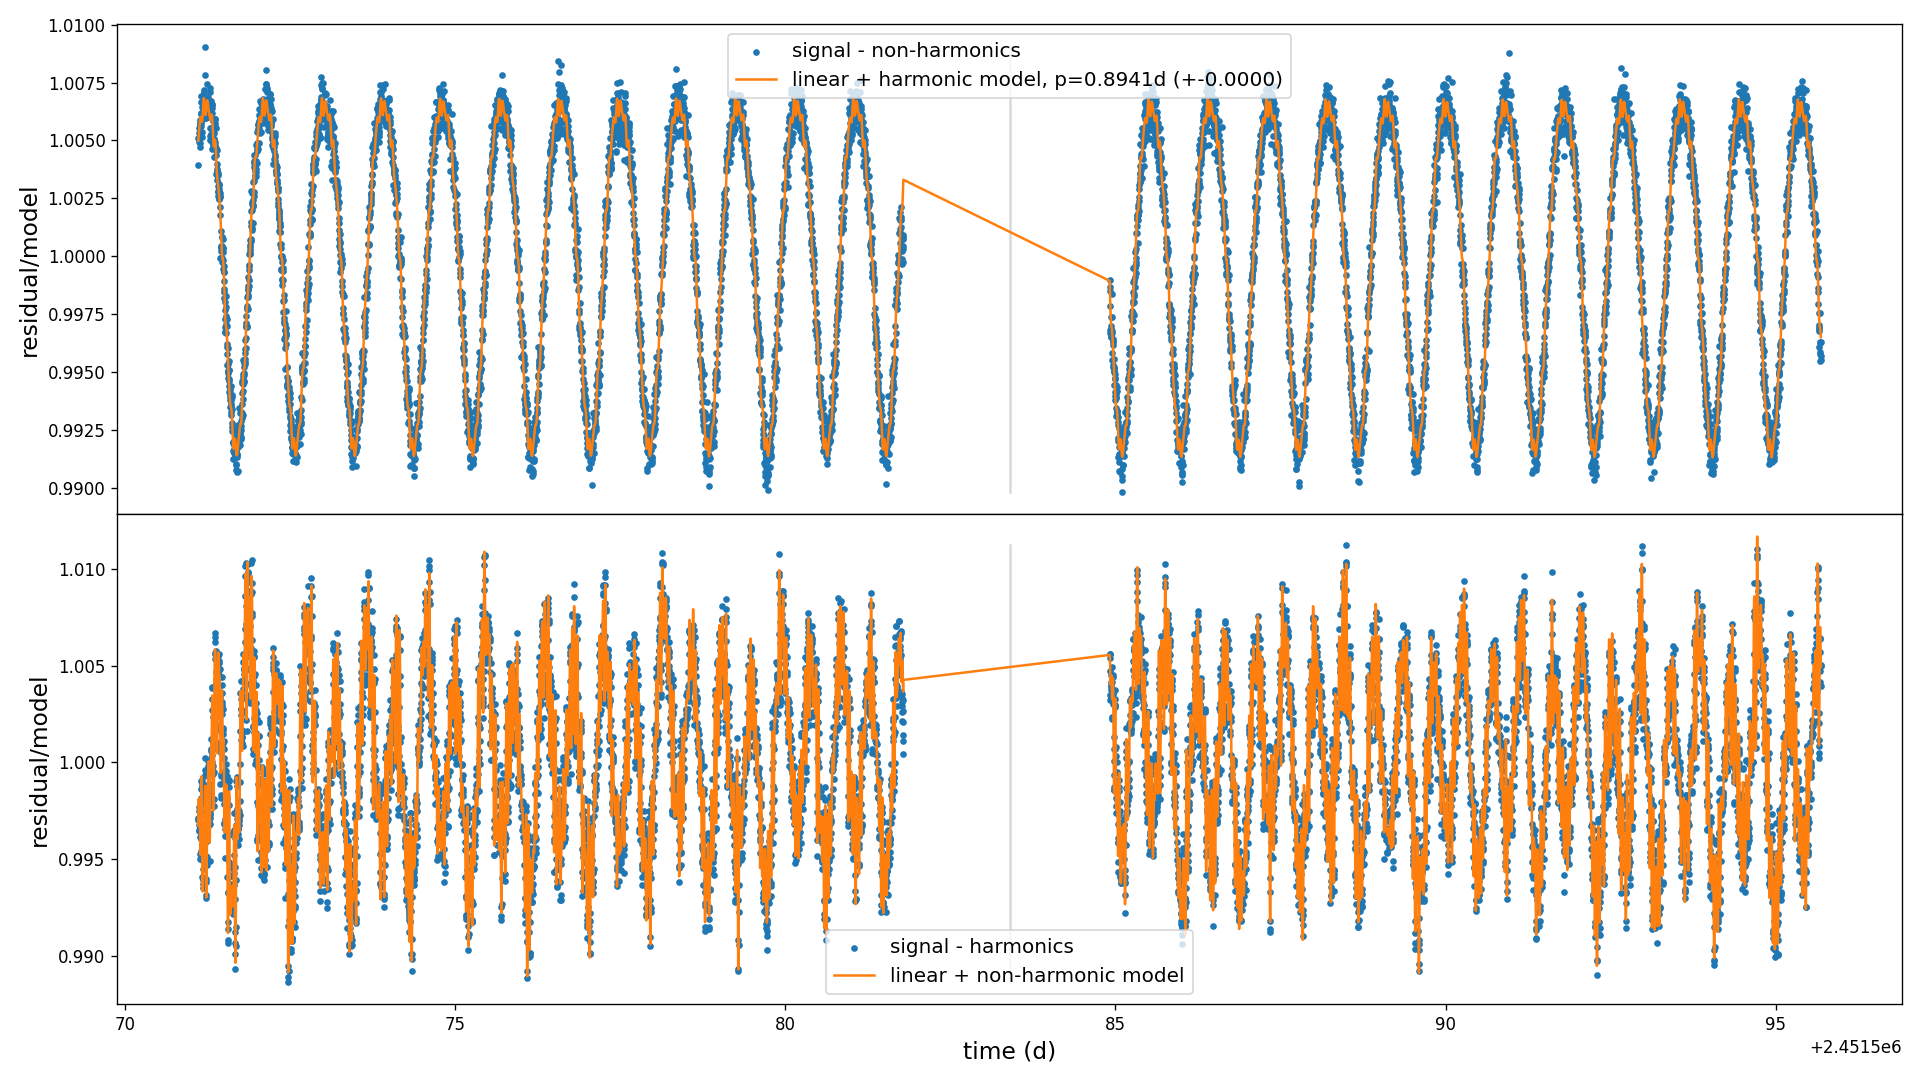 1.0100
1.0075
1.0050
1.0025
1.0000
0.9975
0.9950
0.9925
0.9900
residual/model
signal - non-harmonics
linear + harmonic model, p=0.8941d (+-0.0000)
1.010
1.005
1.000
0.995
0.990
residual/model
signal - harmonics
linear + non-harmonic model
70
75
80
85
90
95
time (d)
+2.4515e6